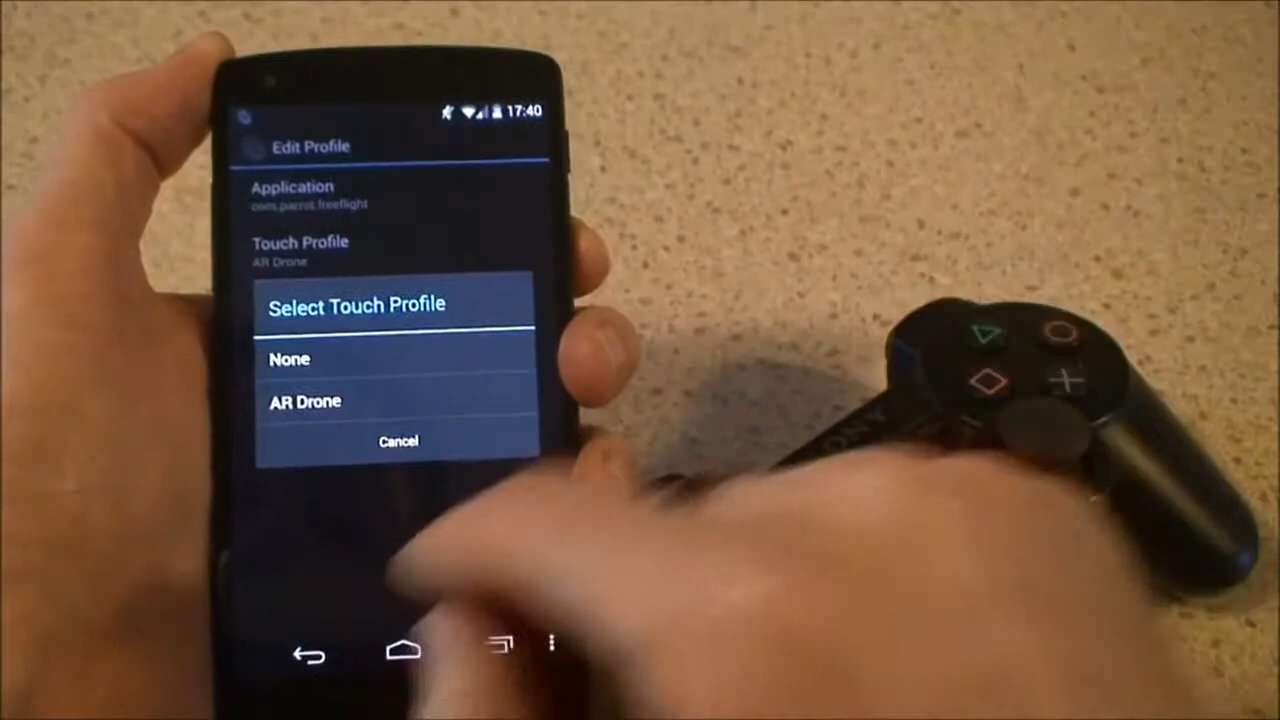 17:40
Edit Profile
Application
com.parrot.freeflight
Touch Profile
AR Drone
Select Touch Profile
None
AR Drone
Cancel